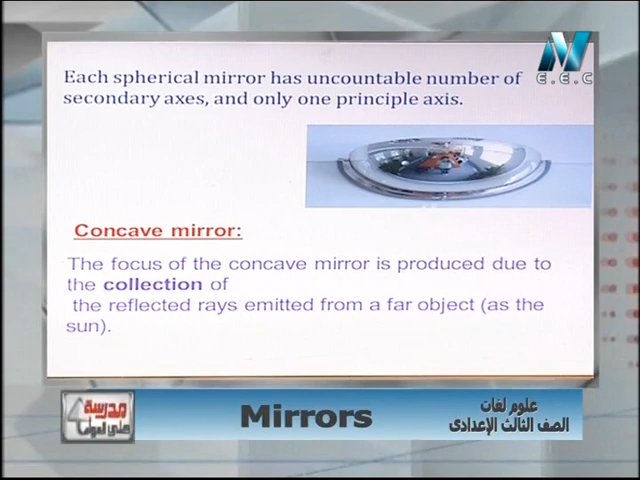 E.E.C
Each spherical mirror has uncountable number of
secondary axes, and only one principle axis.
Concave mirror:
The focus of the concave mirror is produced due to
the collection of
the reflected rays emitted from a far object (as the
sun).
مدرسة
على الهواء
Mirrors
علوم لغات
الصف الثالث الإعدادى